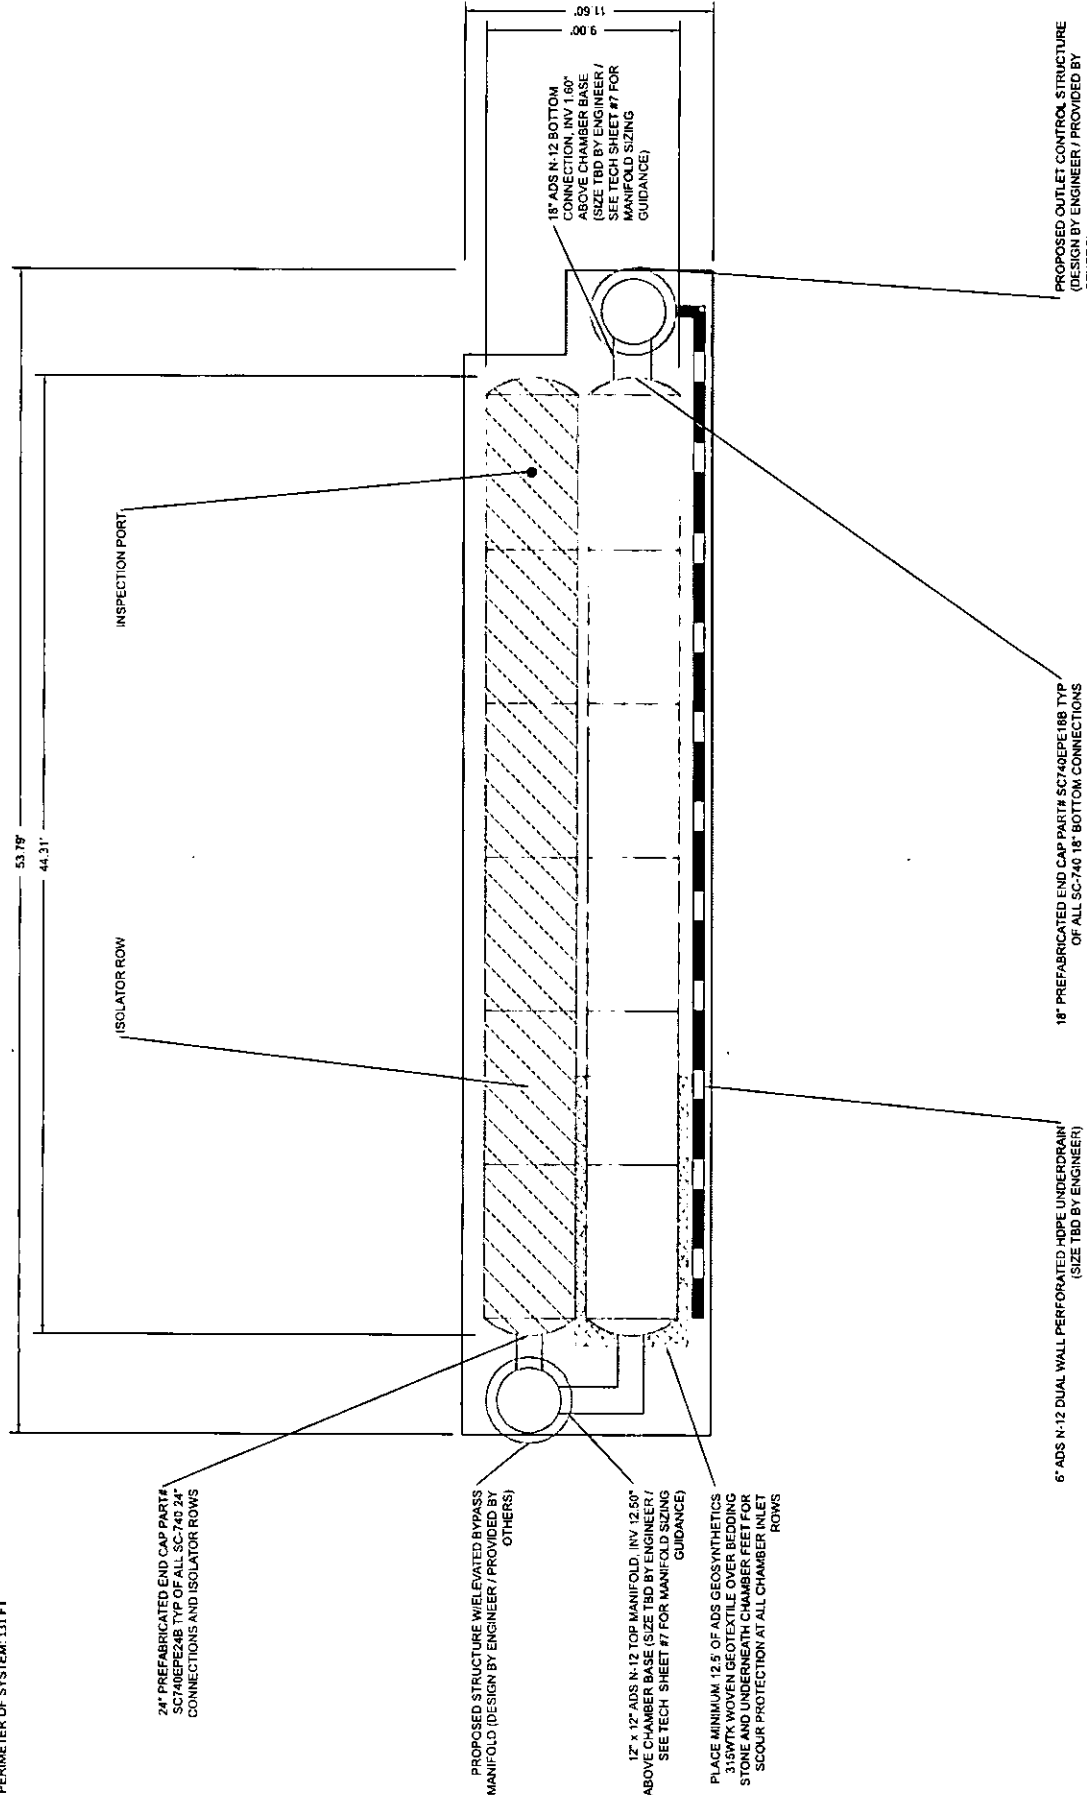 PERIMETER OF SYSTEM: 131 FT
53.79'
44.31'
11.60'
9.00'
INSPECTION PORT
ISOLATOR ROW
18" ADS N-12 BOTTOM
CONNECTION, INV 1.60"
ABOVE CHAMBER BASE
(SIZE TBD BY ENGINEER /
SEE TECH SHEET #7 FOR
MANIFOLD SIZING
GUIDANCE)
24" PREFABRICATED END CAP PART#
SC740EPE24B TYP OF ALL SC-740 24"
CONNECTIONS AND ISOLATOR ROWS
PROPOSED STRUCTURE W/ELEVATED BYPASS
MANIFOLD (DESIGN BY ENGINEER / PROVIDED BY
OTHERS)
12" x 12" ADS N-12 TOP MANIFOLD, INV 12.50"
ABOVE CHAMBER BASE (SIZE TBD BY ENGINEER /
SEE TECH SHEET #7 FOR MANIFOLD SIZING
GUIDANCE)
PLACE MINIMUM 12.5' OF ADS GEOSYNTHETICS
315WTK WOVEN GEOTEXTILE OVER BEDDING
STONE AND UNDERNEATH CHAMBER FEET FOR
SCOUR PROTECTION AT ALL CHAMBER INLET
ROWS
6" ADS N-12 DUAL WALL PERFORATED HDPE UNDERDRAIN
(SIZE TBD BY ENGINEER)
18" PREFABRICATED END CAP PART# SC740EPE18B TYP
OF ALL SC-740 18" BOTTOM CONNECTIONS
PROPOSED OUTLET CONTROL STRUCTURE
(DESIGN BY ENGINEER / PROVIDED BY